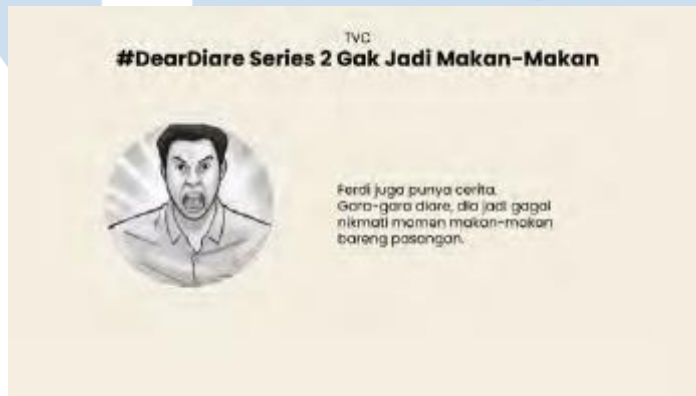 TVC
#DearDiare Series 2 Gak Jadi Makan-Makan
Ferdi juga punya cerita.
Gara-gara diare, dia jadi gagal
nikmati momen makan-makan
bareng pasangan.